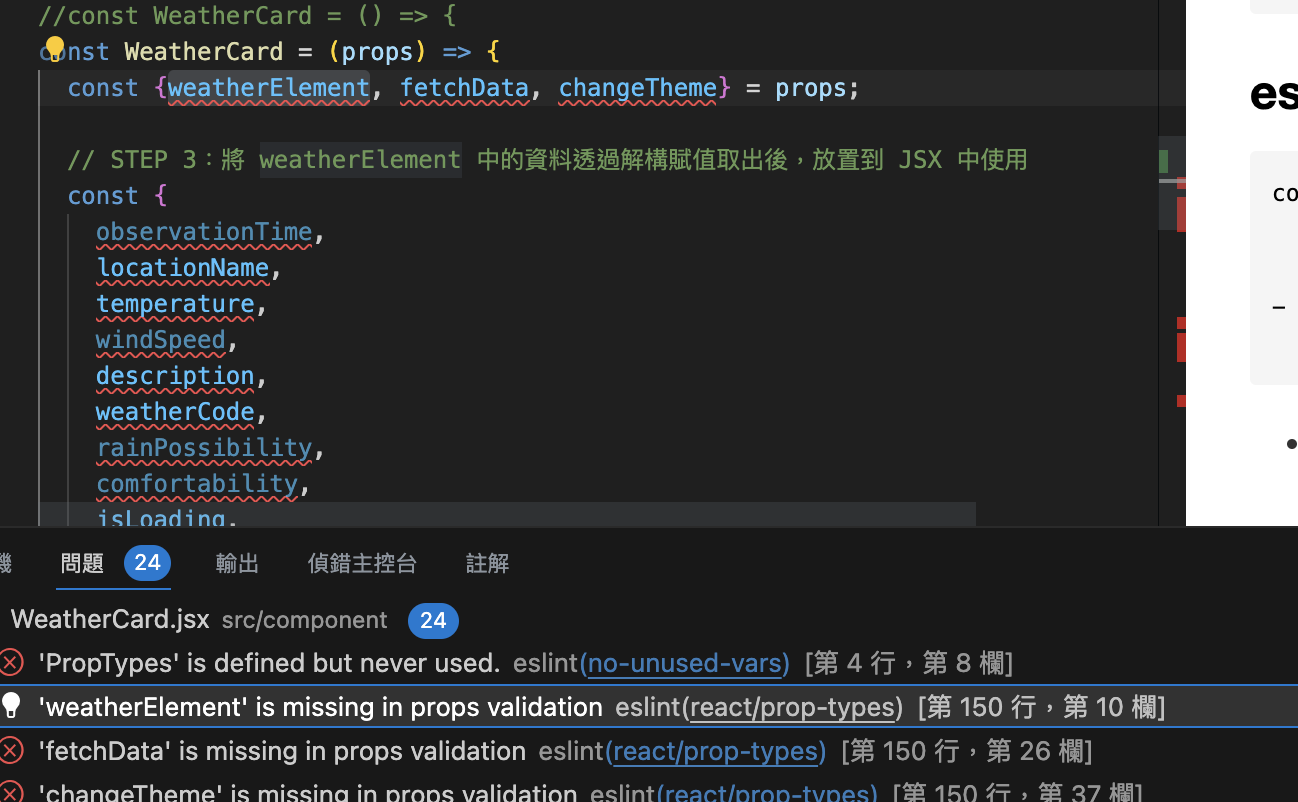 //const WeatherCard = () => {
const WeatherCard = (props) => {
const {weatherElement, fetchData, changeTheme} = props;
es
// STEP 3：將 weatherElement 中的資料透過解構賦值取出後，放置到 JSX 中使用
const {
co
observationTime,
locationName,
temperature,
–
windSpeed,
description,
weatherCode,
rainPossibility,
•
comfortability,
isLoading,
機 問題 24 輸出 偵錯主控台 註解
WeatherCard.jsx src/component 24
'PropTypes' is defined but never used. eslint(no-unused-vars) [第 4 行，第 8 欄]
'weatherElement' is missing in props validation eslint(react/prop-types) [第 150 行，第 10 欄]
'fetchData' is missing in props validation eslint(react/prop-types) [第 150 行，第 26 欄]
'changeTheme' is missing in props validation eslint(react/prop-types) [第 150 行，第 37 欄]